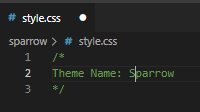 # style.css
sparrow > # style.css
1 /*
2 Theme Name: Sparrow
3 */